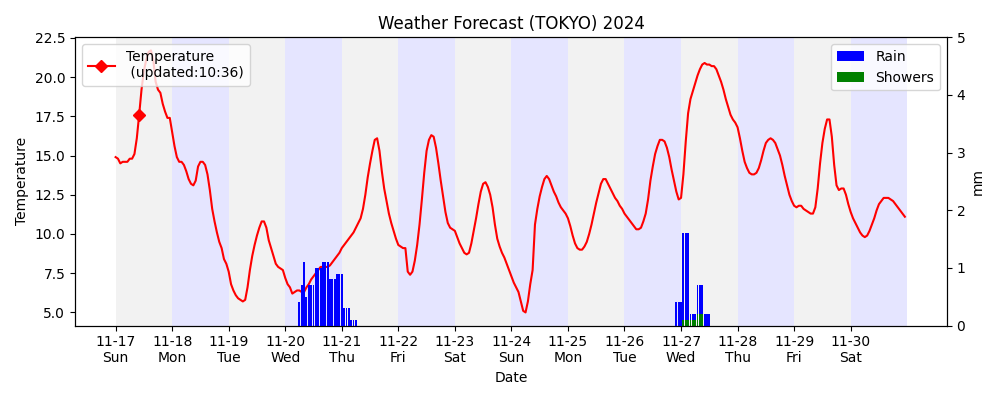 Weather Forecast (TOKYO) 2024
Temperature
(updated:10:36)
Rain
Showers
22.5
20.0
17.5
15.0
12.5
10.0
7.5
5.0
Temperature
5
4
3
2
1
0
mm
11-17 11-18 11-19 11-20 11-21 11-22 11-23 11-24 11-25 11-26 11-27 11-28 11-29 11-30
Sun Mon Tue Wed Thu Fri Sat Sun Mon Tue Wed Thu Fri Sat
Date